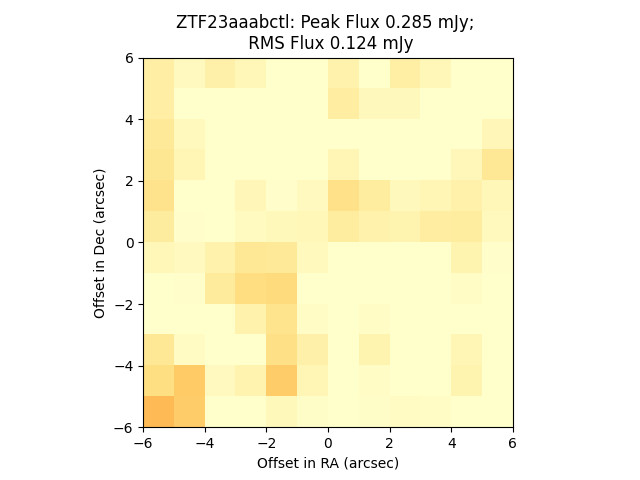 ZTF23aaabctl: Peak Flux 0.285 mJy;
RMS Flux 0.124 mJy
6
4
2
0
−2
−4
−6
Offset in Dec (arcsec)
−6 −4 −2 0 2 4 6
Offset in RA (arcsec)